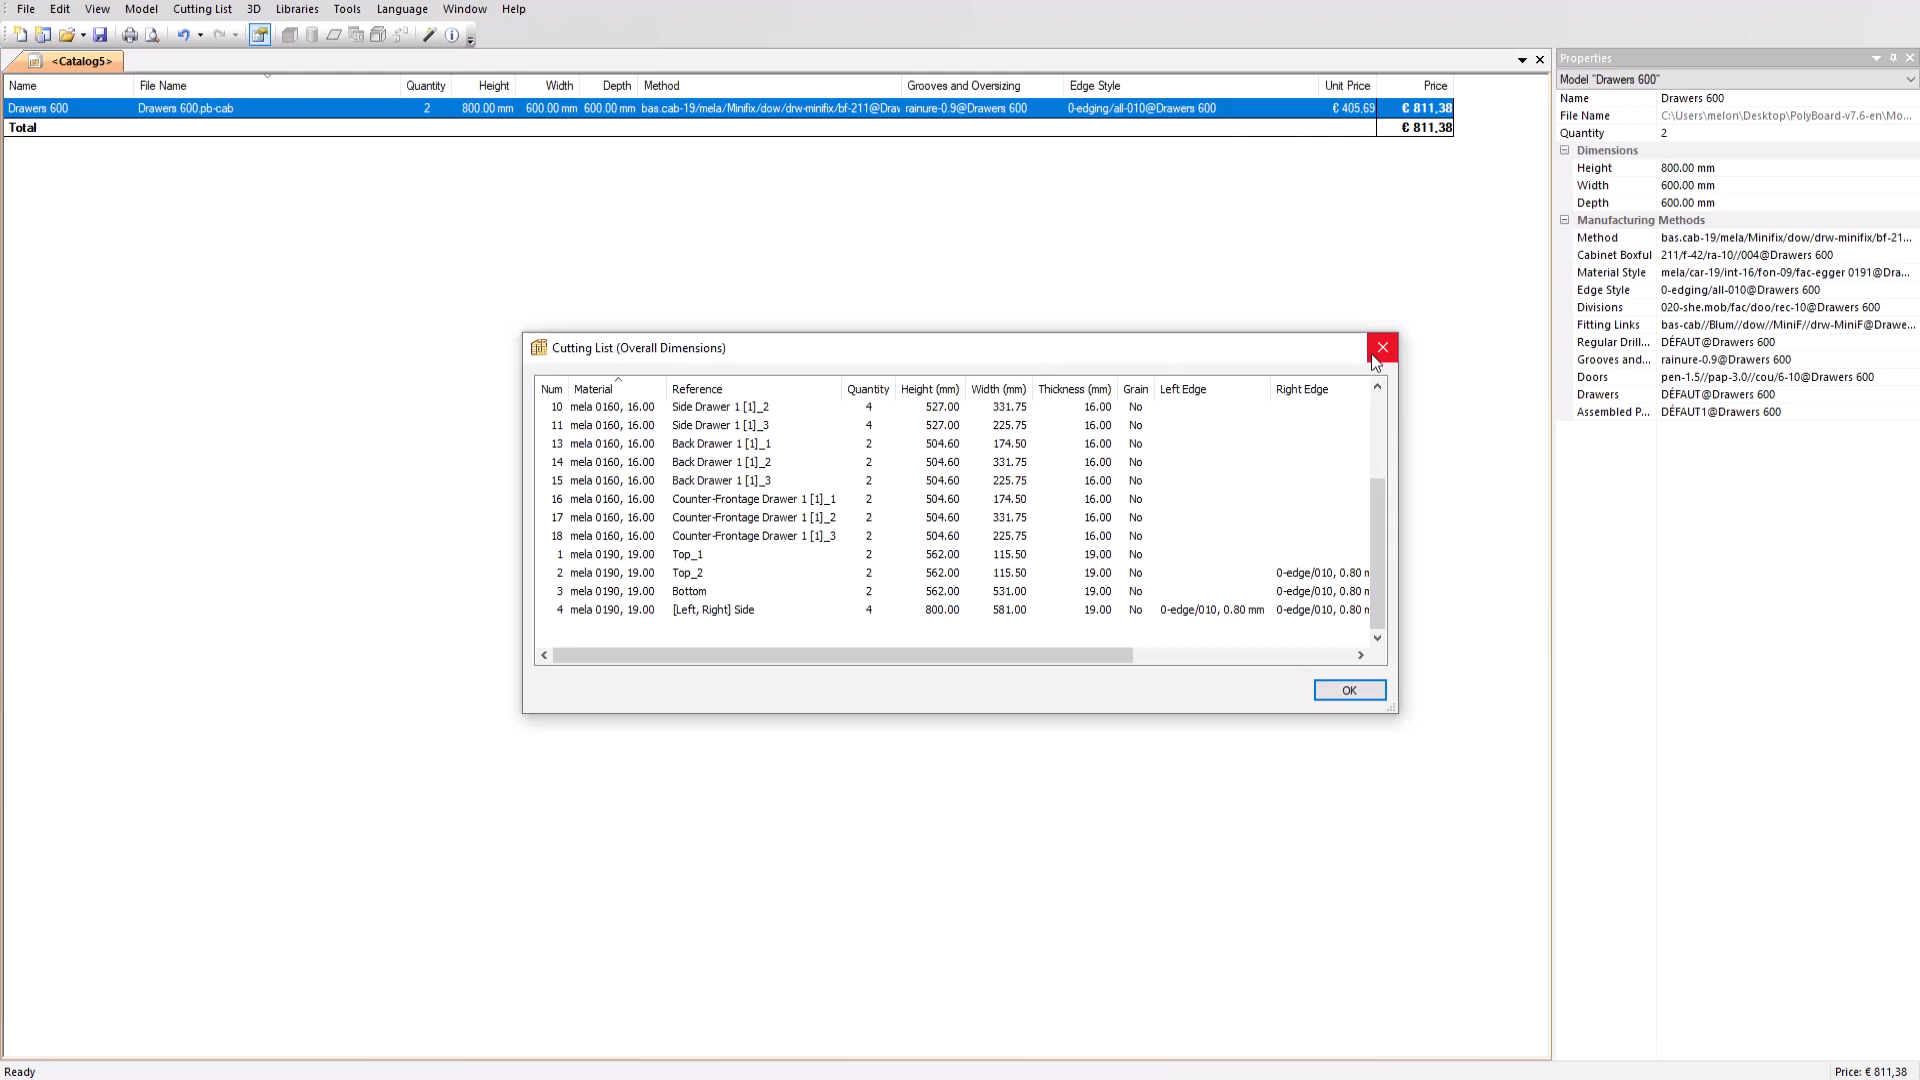 File Edit View Model Cutting List 3D Libraries Tools Language Window Help
<Catalog5>
Name File Name Quantity Height Width Depth Method Grooves and Oversizing Edge Style Unit Price Price
Drawers 600 Drawers 600.pb-cab 2 800.00 mm 600.00 mm 600.00 mm bas.cab-19/mela/Minifix/dow/drw-minifix/bf-211@Drav rainure-0.9@Drawers 600 0-edging/all-010@Drawers 600 € 405,69 € 811,38
Total € 811,38
Properties
Model "Drawers 600"
Name Drawers 600
File Name C:\Users\melon\Desktop\PolyBoard-v7.6-en\Mo...
Quantity 2
Dimensions
Height 800.00 mm
Width 600.00 mm
Depth 600.00 mm
Manufacturing Methods
Method bas.cab-19/mela/Minifix/dow/drw-minifix/bf-21...
Cabinet Boxful 211/f-42/ra-10//004@Drawers 600
Material Style mela/car-19/int-16/fon-09/fac-egger 0191@Dra...
Edge Style 0-edging/all-010@Drawers 600
Divisions 020-she.mob/fac/doo/rec-10@Drawers 600
Fitting Links bas-cab//Blum//dow//MiniF//drw-MiniF@Drawe...
Regular Drill... DÉFAUT@Drawers 600
Grooves and... rainure-0.9@Drawers 600
Doors pen-1.5//pap-3.0//cou/6-10@Drawers 600
Drawers DÉFAUT@Drawers 600
Assembled P... DÉFAUT1@Drawers 600
Cutting List (Overall Dimensions)
Num Material Reference Quantity Height (mm) Width (mm) Thickness (mm) Grain Left Edge Right Edge
10 mela 0160, 16.00 Side Drawer 1 [1]_2 4 527.00 331.75 16.00 No
11 mela 0160, 16.00 Side Drawer 1 [1]_3 4 527.00 225.75 16.00 No
13 mela 0160, 16.00 Back Drawer 1 [1]_1 2 504.60 174.50 16.00 No
14 mela 0160, 16.00 Back Drawer 1 [1]_2 2 504.60 331.75 16.00 No
15 mela 0160, 16.00 Back Drawer 1 [1]_3 2 504.60 225.75 16.00 No
16 mela 0160, 16.00 Counter-Frontage Drawer 1 [1]_1 2 504.60 174.50 16.00 No
17 mela 0160, 16.00 Counter-Frontage Drawer 1 [1]_2 2 504.60 331.75 16.00 No
18 mela 0160, 16.00 Counter-Frontage Drawer 1 [1]_3 2 504.60 225.75 16.00 No
1 mela 0190, 19.00 Top_1 2 562.00 115.50 19.00 No
2 mela 0190, 19.00 Top_2 2 562.00 115.50 19.00 No 0-edge/010, 0.80 n
3 mela 0190, 19.00 Bottom 2 562.00 531.00 19.00 No 0-edge/010, 0.80 n
4 mela 0190, 19.00 [Left, Right] Side 4 800.00 581.00 19.00 No 0-edge/010, 0.80 mm 0-edge/010, 0.80 n
OK
Ready Price: € 811,38